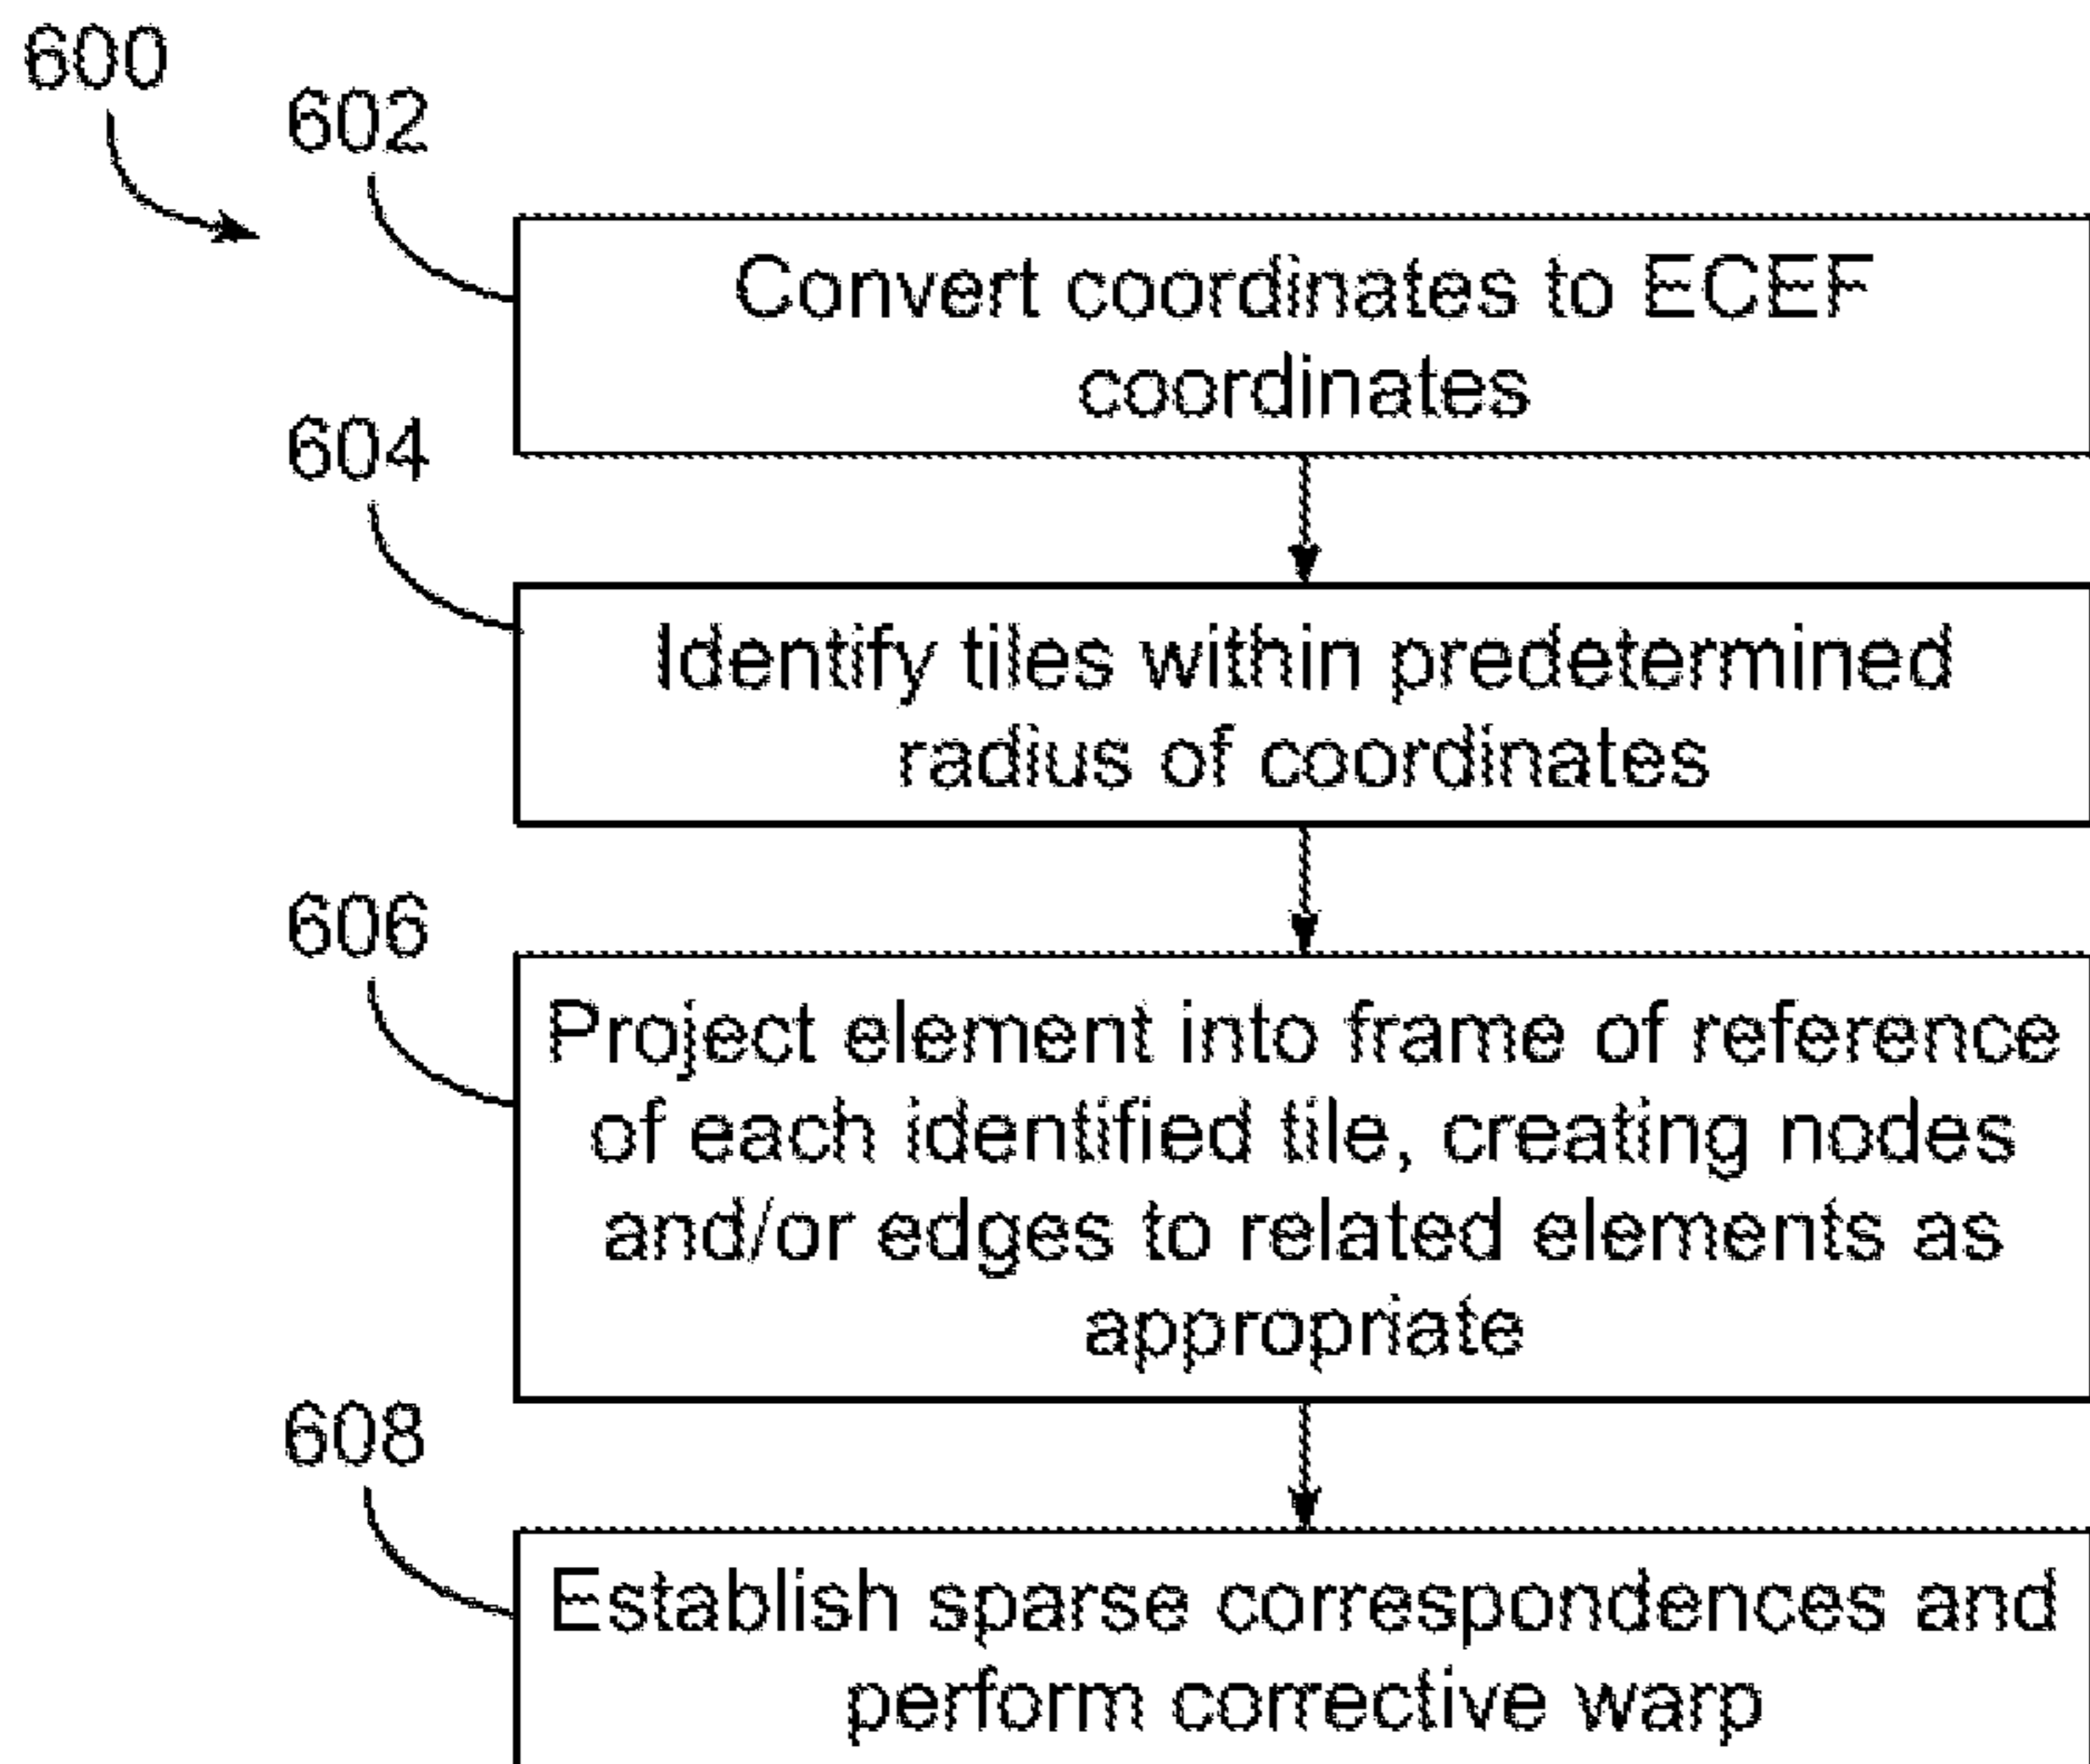 600
602
Convert coordinates to ECEF
coordinates
604
Identify tiles within predetermined
radius of coordinates
606
Project element into frame of reference
of each identified tile, creating nodes
and/or edges to related elements as
appropriate
608
Establish sparse correspondences and
perform corrective warp